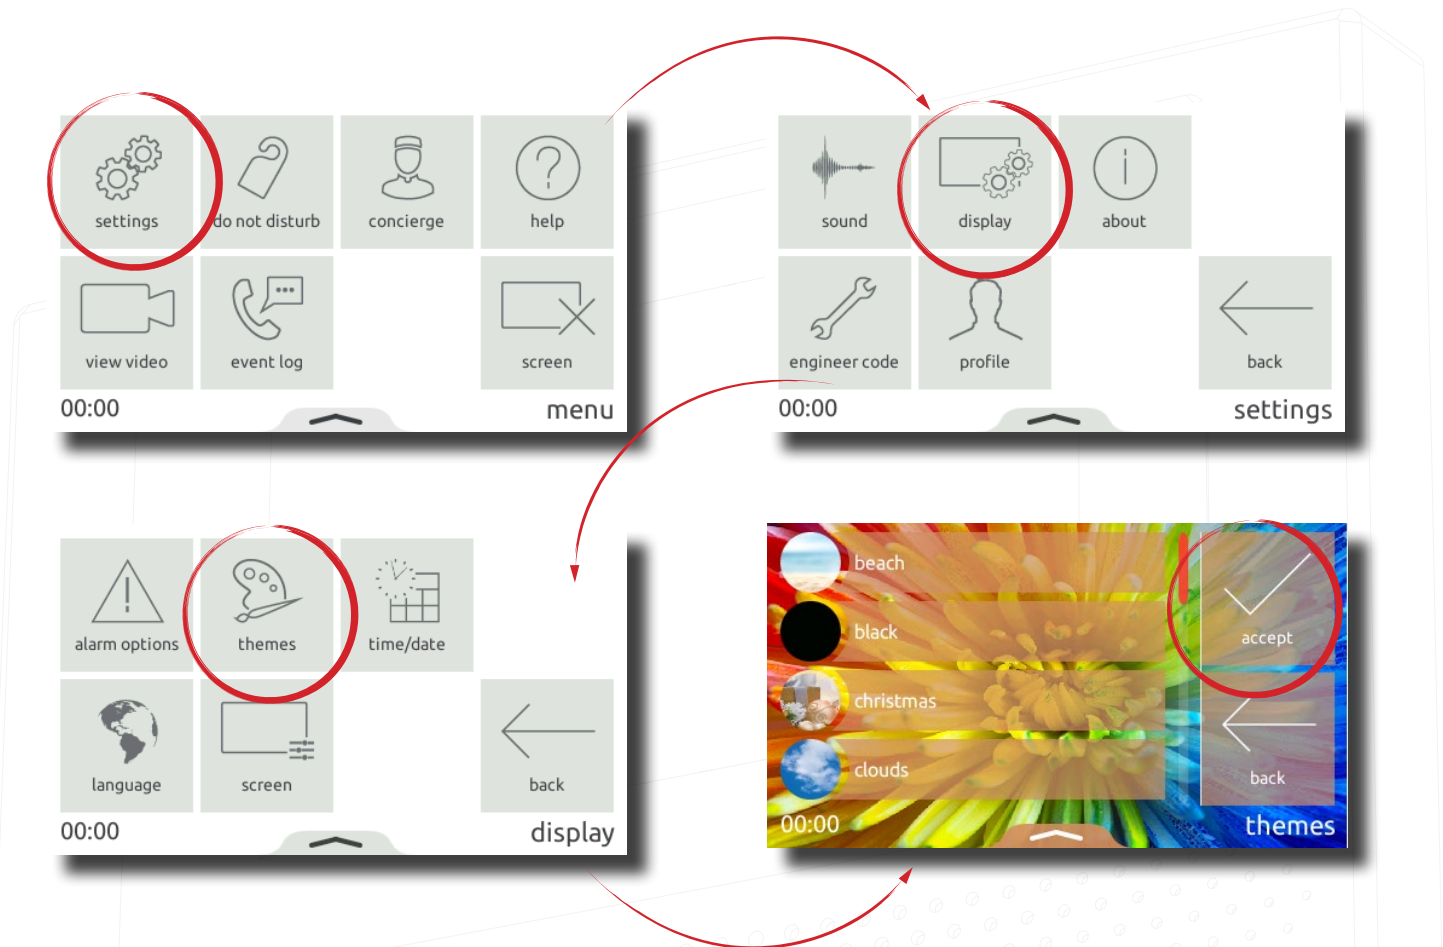 settings
do not disturb
concierge
help
view video
event log
screen
00:00
menu
sound
display
about
engineer code
profile
back
00:00
settings
alarm options
themes
time/date
language
screen
back
00:00
display
beach
black
christmas
clouds
accept
back
00:00
themes